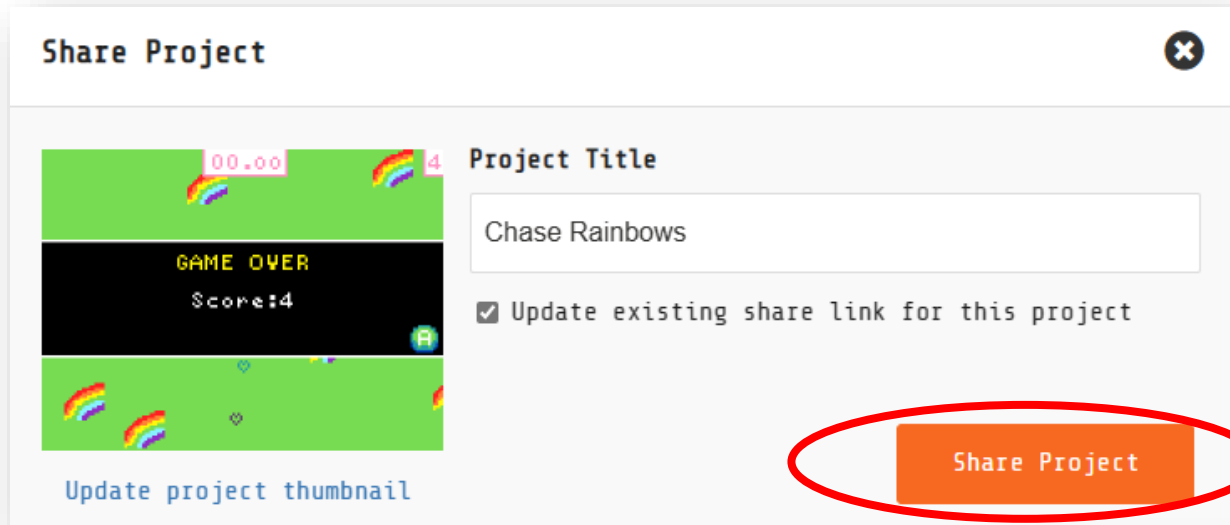 Share Project
00.oo
4
GAME OVER
Score:4
A
Update project thumbnail
Project Title
Chase Rainbows
Update existing share link for this project
Share Project